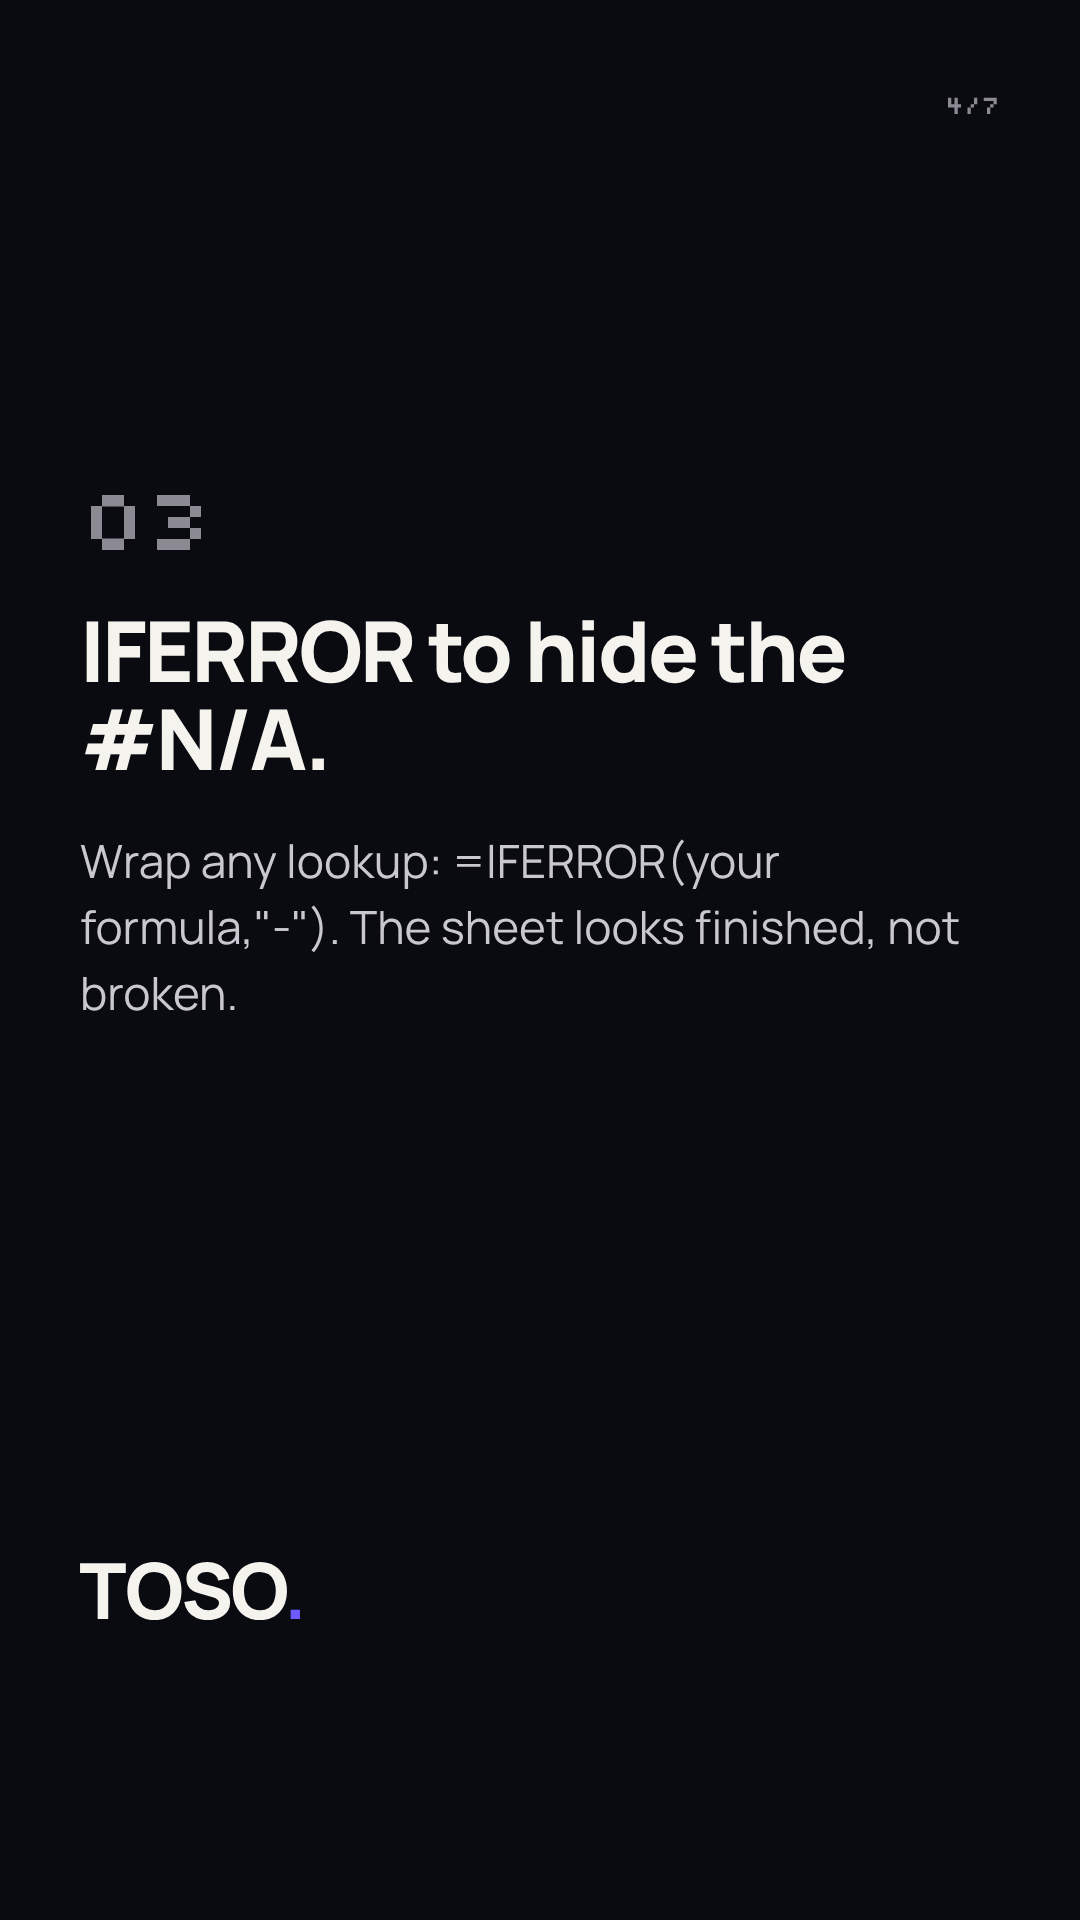 4/7
03
IFERROR to hide the
#N/A.
Wrap any lookup: =IFERROR(your
formula,"-"). The sheet looks finished, not
broken.
TOSO.